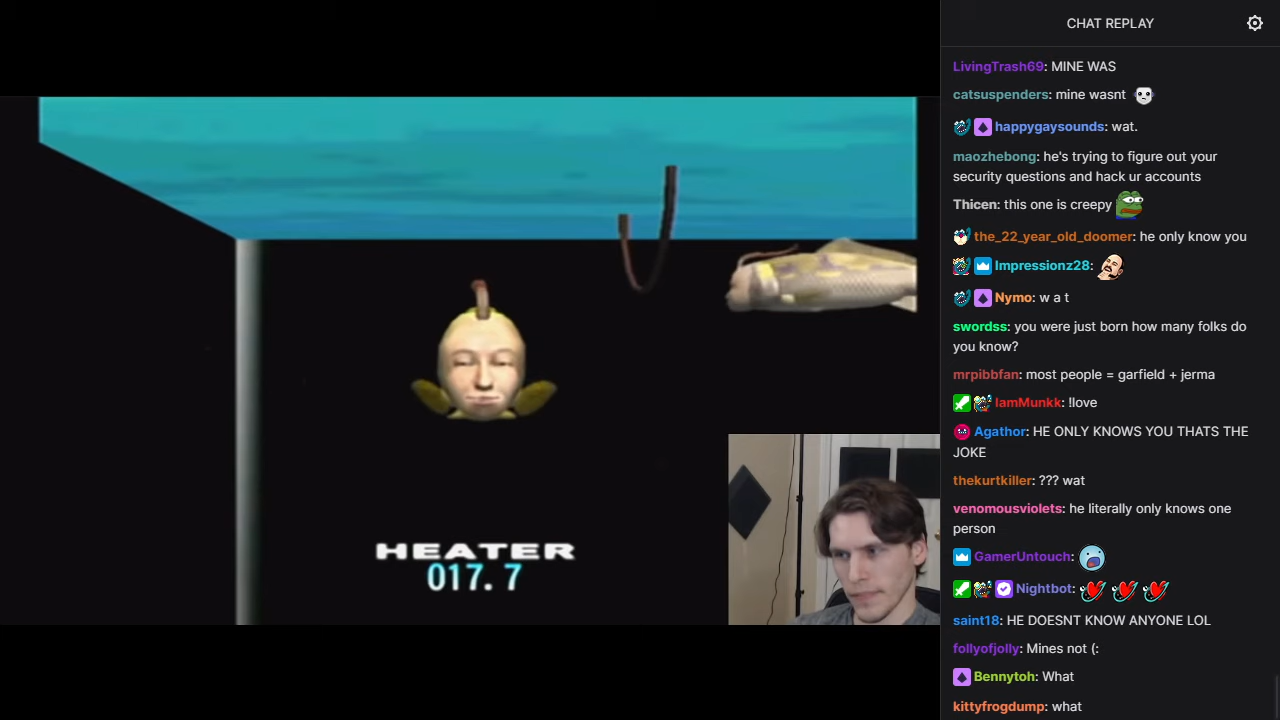 CHAT REPLAY
LivingTrash69: MINE WAS
catsuspenders: mine wasnt
happygaysounds: wat.
maozhebong: he's trying to figure out your
security questions and hack ur accounts
Thicen: this one is creepy
the_22_year_old_doomer: he only know you
Impressionz28:
Nymo: w a t
swordss: you were just born how many folks do
you know?
mrpibbfan: most people = garfield + jerma
IamMunkk: !love
Agathor: HE ONLY KNOWS YOU THATS THE
JOKE
thekurtkiller: ??? wat
venomousviolets: he literally only knows one
person
GamerUntouch:
Nightbot:
saint18: HE DOESNT KNOW ANYONE LOL
follyofjolly: Mines not (:
Bennytoh: What
kittyfrogdump: what
HEATER
017. 7